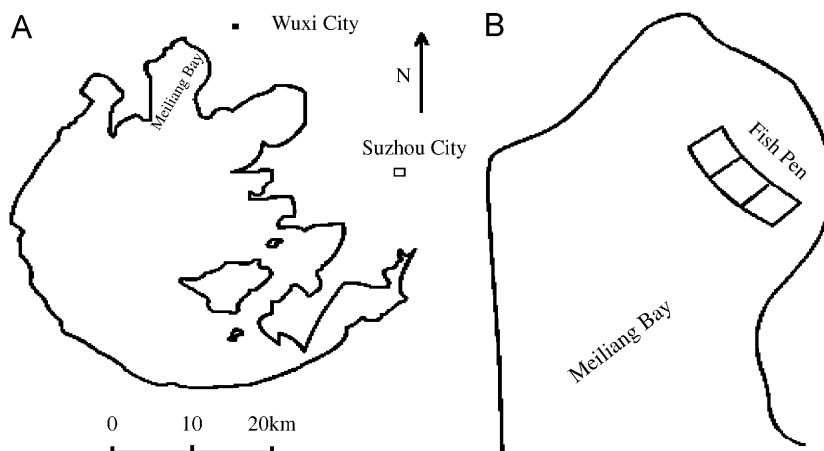 A
Wuxi City
Meiliang Bay
N
Suzhou City
0 10 20km
B
Fish Pen
Meiliang Bay